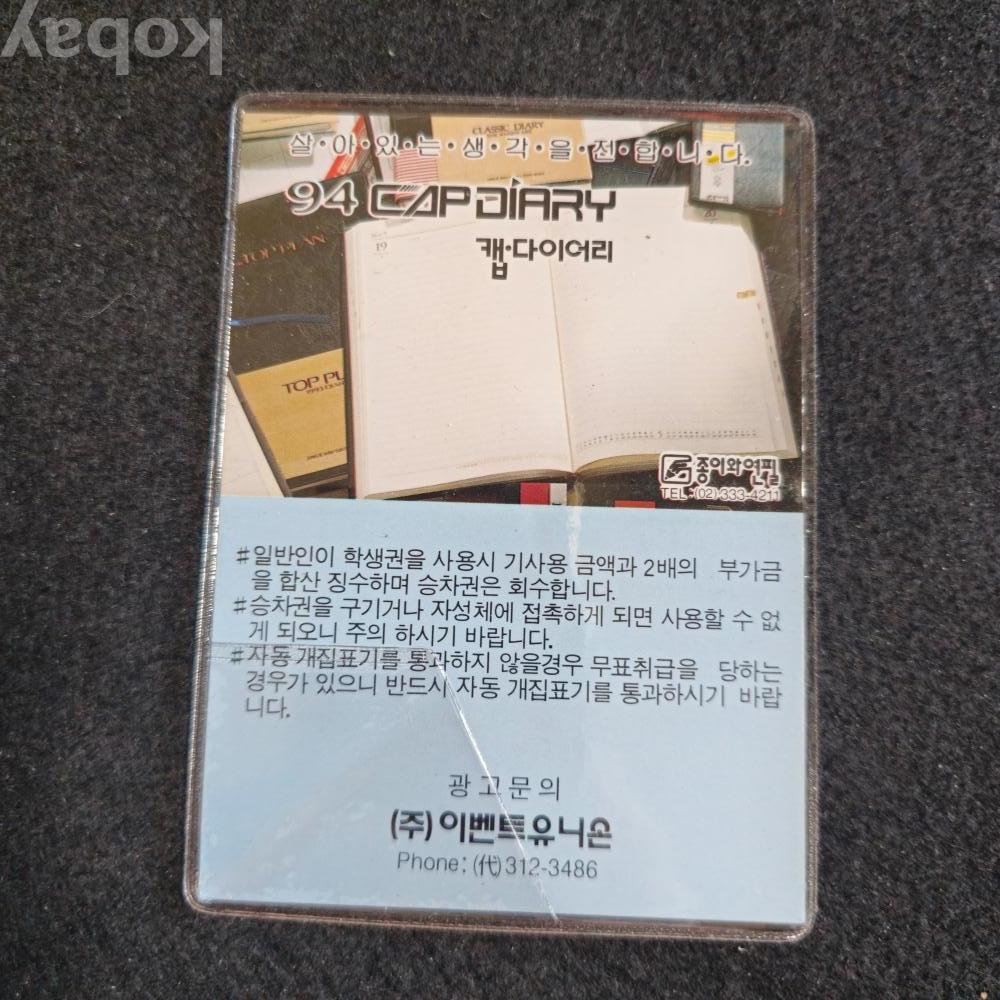 kobay
CLASSIC DIARY
살·아·있·는·생·각·을·전·합·니·다.
94 CAP DIARY
19
캡·다이어리
TOP PL
1993 DIA
종이와연필
TEL:(02)333-4211
#일반인이 학생권을 사용시 기사용 금액과 2배의 부가금
을 합산 징수하며 승차권은 회수합니다.
#승차권을 구기거나 자성체에 접촉하게 되면 사용할 수 없
게 되오니 주의 하시기 바랍니다.
#자동개집표기를 통과하지 않을경우 무표취급을 당하는
경우가 있으니 반드시 자동 개집표기를 통과하시기 바랍
니다.
광고문의
(주)이벤트유니온
Phone: (代)312-3486